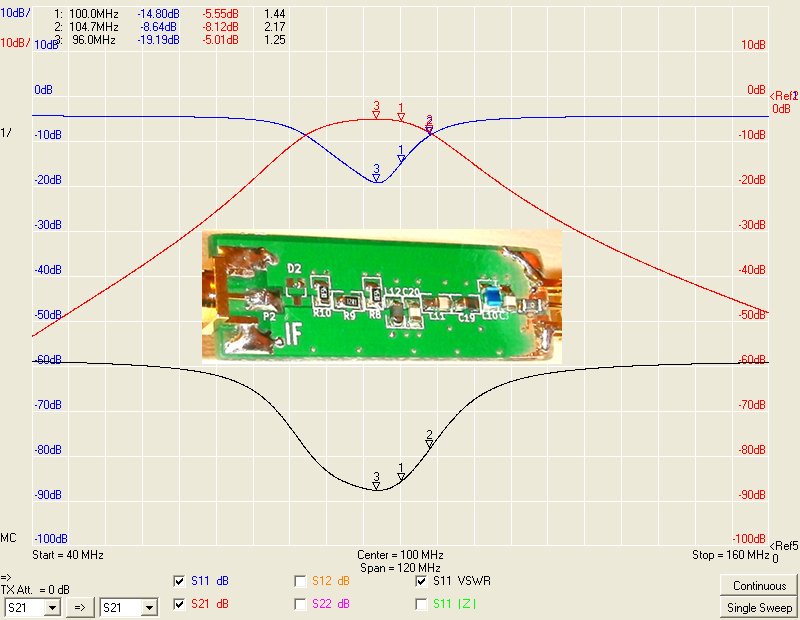 10dB/ 1: 100.0MHz -14.80dB -5.55dB 1.44
2: 104.7MHz -8.64dB -8.12dB 2.17
10dB/ 3: 96.0MHz -19.19dB -5.01dB 1.25
10dB 10dB
0dB 0dB <Ref
0dB
1/ -10dB -10dB
3 1 2
1 3
-20dB -20dB
-30dB -30dB
-40dB -40dB
-50dB -50dB
D2
R10 R9 R8 L12 C20 L11 C19 L10
P2
IF
-60dB -60dB
-70dB -70dB
-80dB -80dB
3 1 2
-90dB -90dB
MC -100dB -100dB <Ref5
0
Start = 40 MHz Center = 100 MHz Stop = 160 MHz
Span = 120 MHz
=>
TX Att. = 0 dB
S11 dB S12 dB S11 VSWR Continuous
S21 => S21 S21 dB S22 dB S11 |Z| Single Sweep